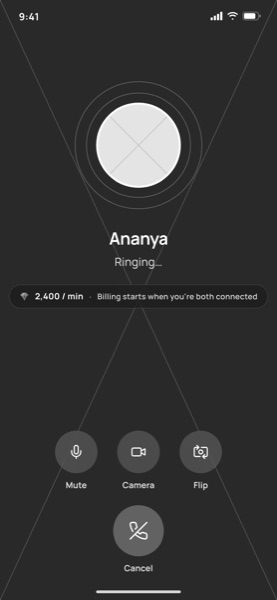 9:41
Ananya
Ringing...
2,400 / min · Billing starts when you're both connected
Mute Camera Flip
Cancel